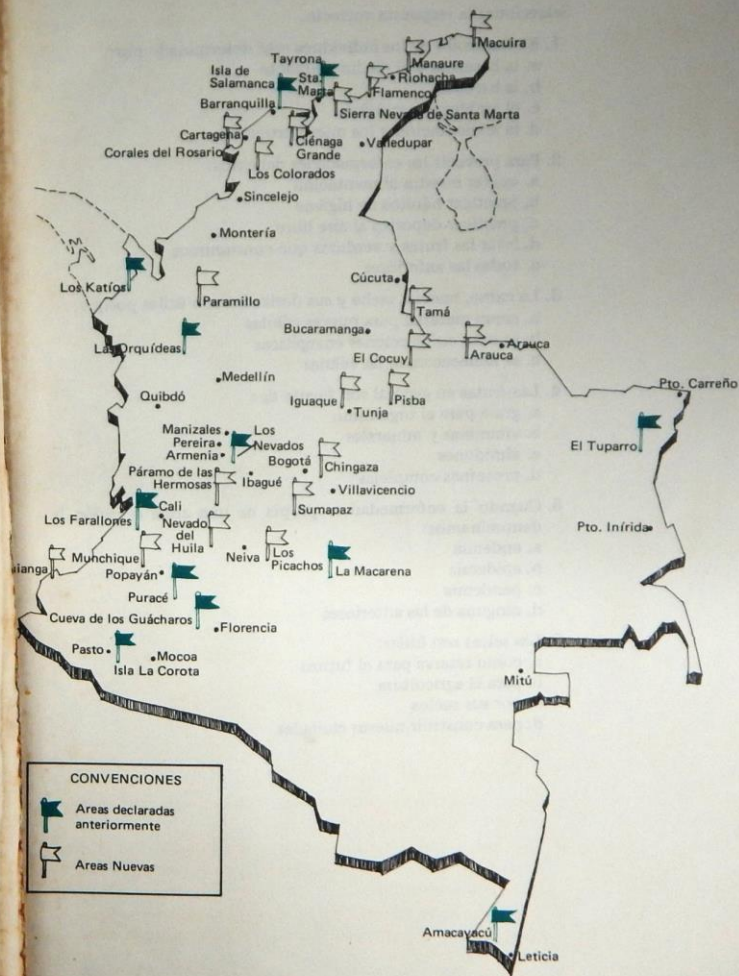 Macuira
Tayrona
Manaure
Isla de
Salamanca
Sta.
Marta
Riohacha
Flamenco
Barranquilla
Sierra Nevada de Santa Marta
Cartagena
Ciénaga
Grande
Valledupar
Corales del Rosario
Los Colorados
Sincelejo
Montería
Los Katíos
Cúcuta
Paramillo
Tamá
Bucaramanga
Las Orquídeas
El Cocuy
Arauca
Arauca
Medellín
Pto. Carreño
Quibdó
Iguaque
Pisba
Tunja
Manizales
Los
Nevados
Pereira
Armenia
El Tuparro
Bogotá
Chingaza
Páramo de las
Hermosas
Ibagué
Villavicencio
Sumapaz
Cali
Los Farallones
Nevado
del
Huila
Pto. Inírida
Munchique
Neiva
Los
Picachos
La Macarena
Popayán
Puracé
Cueva de los Guácharos
Florencia
Pasto
Mocoa
Isla La Corota
Mitú
CONVENCIONES
Areas declaradas
anteriormente
Areas Nuevas
Amacayacú
Leticia